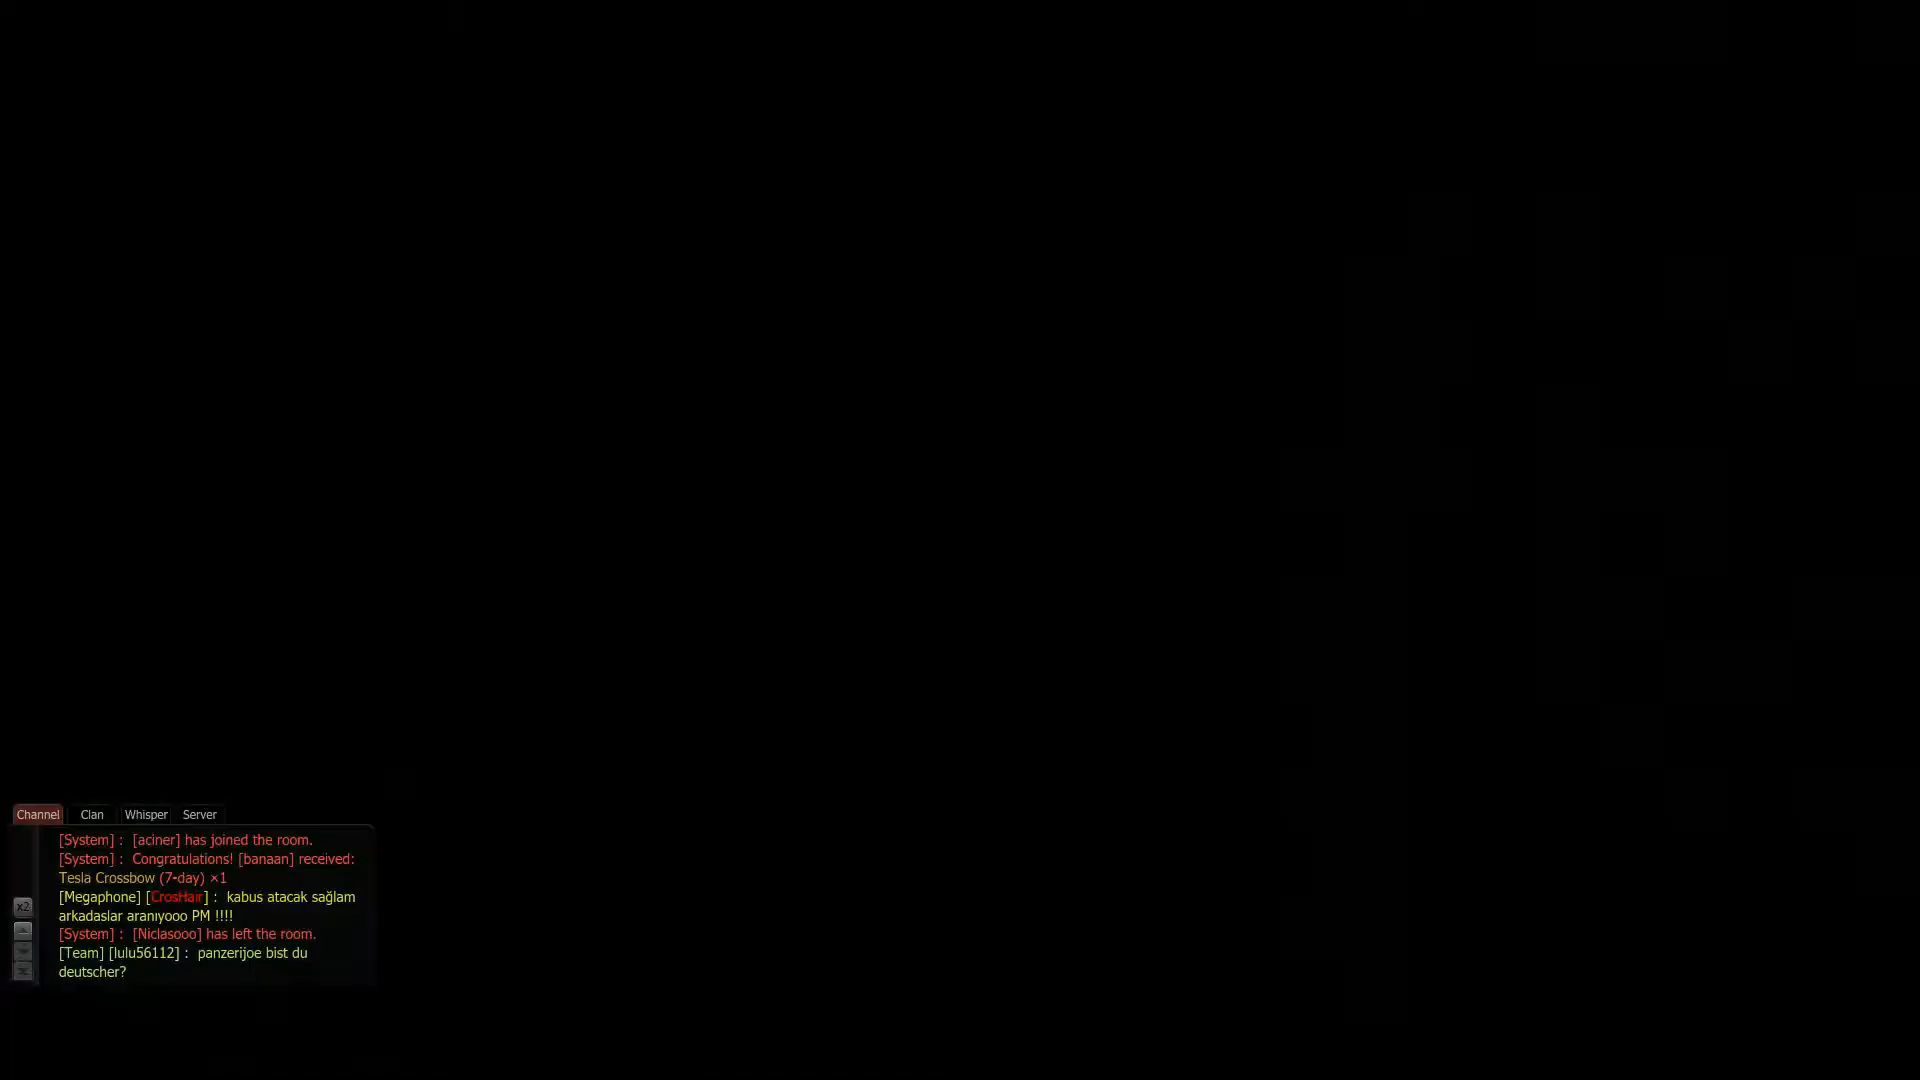 Channel Clan Whisper Server
[System] : [aciner] has joined the room.
[System] : Congratulations! [banaan] received:
Tesla Crossbow (7-day) ×1
[Megaphone] [CrosHair] : kabus atacak sağlam
arkadaslar aranıyooo PM !!!!
[System] : [Niclasooo] has left the room.
[Team] [lulu56112] : panzerijoe bist du
deutscher?
x2